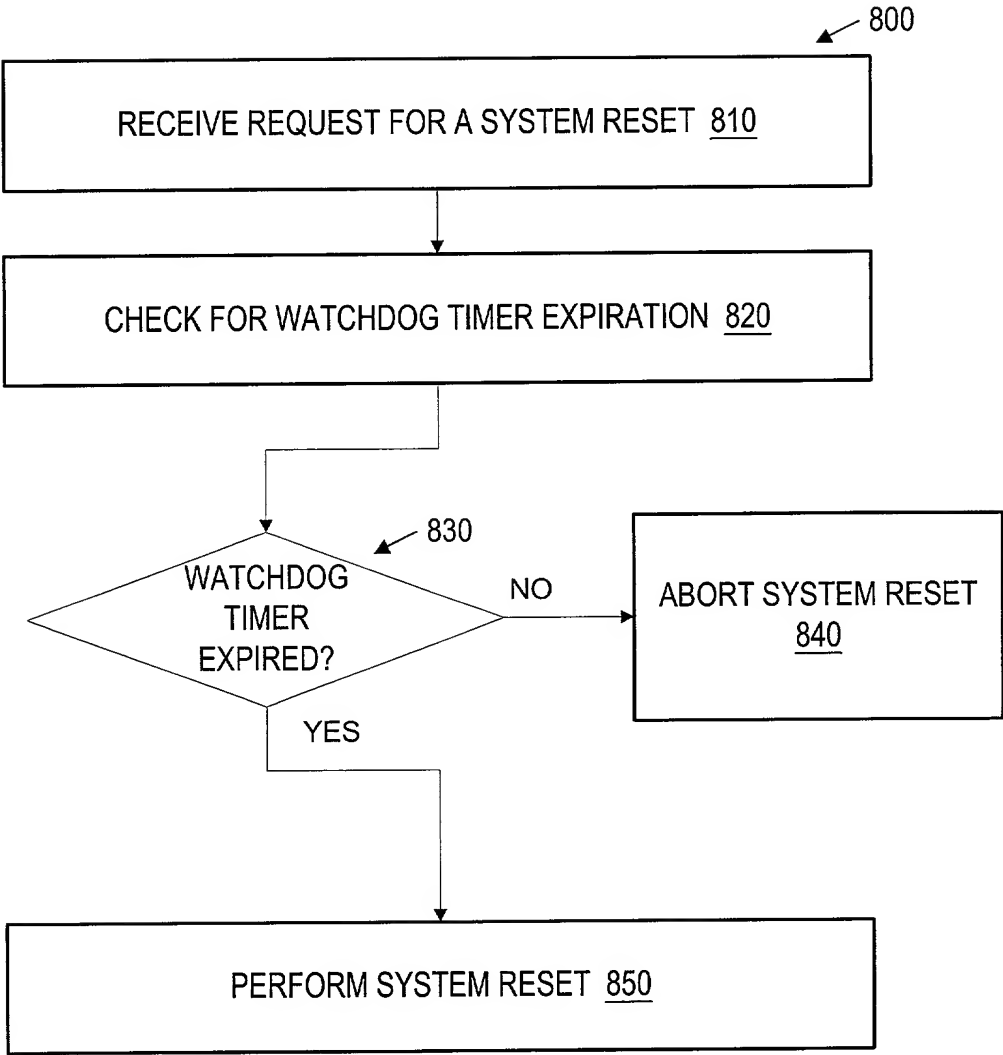 800
RECEIVE REQUEST FOR A SYSTEM RESET 810
CHECK FOR WATCHDOG TIMER EXPIRATION 820
830
WATCHDOG
TIMER
EXPIRED?
NO
ABORT SYSTEM RESET
840
YES
PERFORM SYSTEM RESET 850